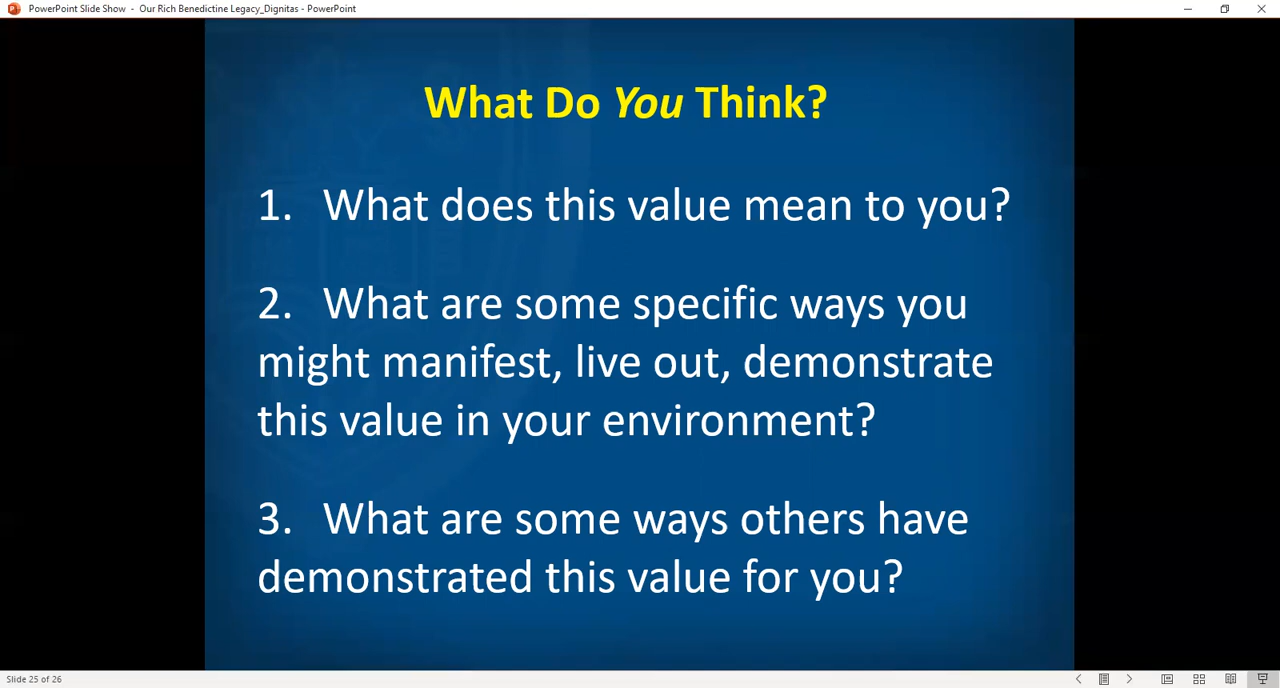 PowerPoint Slide Show - Our Rich Benedictine Legacy_Dignitas - PowerPoint
What Do You Think?
1. What does this value mean to you?
2. What are some specific ways you
might manifest, live out, demonstrate
this value in your environment?
3. What are some ways others have
demonstrated this value for you?
Slide 25 of 26